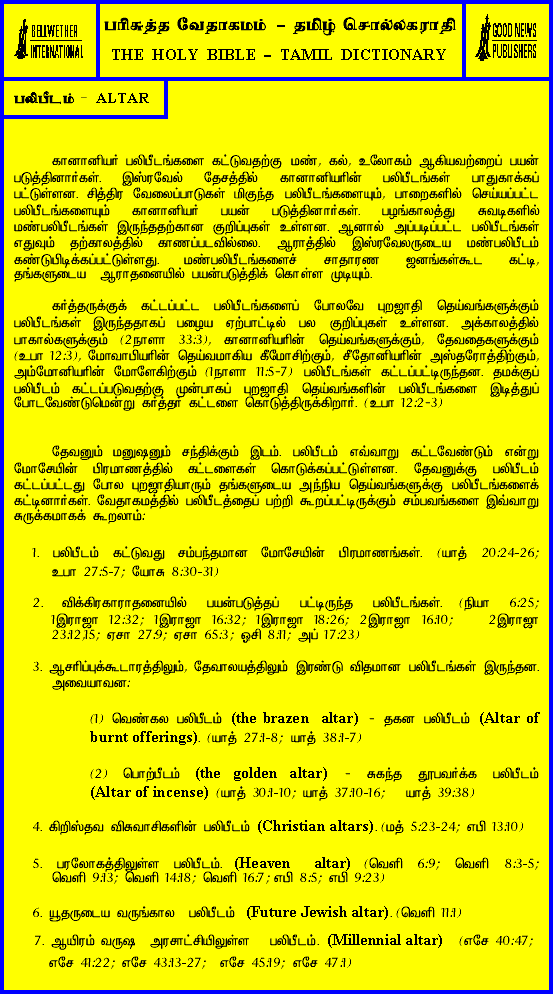 BELLWETHER
INTERNATIONAL
பரிசுத்த வேதாகமம் – தமிழ் சொல்லகராதி
THE HOLY BIBLE – TAMIL DICTIONARY
GOOD NEWS
PUBLISHERS
பலிபீடம் – ALTAR
கானானியர் பலிபீடங்களை கட்டுவதற்கு மண், கல், உலோகம் ஆகியவற்றைப் பயன்
படுத்தினார்கள். இஸ்ரவேல் தேசத்தில் கானானியரின் பலிபீடங்கள் பாதுகாக்கப்
பட்டுள்ளன. சித்திர வேலைப்பாடுகள் மிகுந்த பலிபீடங்களையும், பாறைகளில் செய்யப்பட்ட
பலிபீடங்களையும் கானானியர் பயன் படுத்தினார்கள். பழங்காலத்து சுவடிகளில்
மண்பலிபீடங்கள் இருந்ததற்கான குறிப்புகள் உள்ளன. ஆனால் அப்படிப்பட்ட பலிபீடங்கள்
எதுவும் தற்காலத்தில் காணப்படவில்லை. ஆராத்தில் இஸ்ரவேலருடைய மண்பலிபீடம்
கண்டுபிடிக்கப்பட்டுள்ளது. மண்பலிபீடங்களைச் சாதாரண ஜனங்கள்கூட கட்டி,
தங்களுடைய ஆராதனையில் பயன்படுத்திக் கொள்ள முடியும்.
கர்த்தருக்குக் கட்டப்பட்ட பலிபீடங்களைப் போலவே புறஜாதி தெய்வங்களுக்கும்
பலிபீடங்கள் இருந்ததாகப் பழைய ஏற்பாட்டில் பல குறிப்புகள் உள்ளன. அக்காலத்தில்
பாகால்களுக்கும் (2நாளா 33:3), கானானியரின் தெய்வங்களுக்கும், தேவதைகளுக்கும்
(உபா 12:3), மோவாபியரின் தெய்வமாகிய கீமோசிற்கும், சீதோனியரின் அஸ்தரோத்திற்கும்,
அம்மோனியரின் மோளேகிற்கும் (1நாளா 11:5-7) பலிபீடங்கள் கட்டப்பட்டிருந்தன. தமக்குப்
பலிபீடம் கட்டப்படுவதற்கு முன்பாகப் புறஜாதி தெய்வங்களின் பலிபீடங்களை இடித்துப்
போடவேண்டுமென்று கர்த்தர் கட்டளை கொடுத்திருக்கிறார். (உபா 12:2-3)
தேவனும் மனுஷனும் சந்திக்கும் இடம். பலிபீடம் எவ்வாறு கட்டவேண்டும் என்று
மோசேயின் பிரமாணத்தில் கட்டளைகள் கொடுக்கப்பட்டுள்ளன. தேவனுக்கு பலிபீடம்
கட்டப்பட்டது போல புறஜாதியாரும் தங்களுடைய அந்நிய தெய்வங்களுக்கு பலிபீடங்களைக்
கட்டினார்கள். வேதாகமத்தில் பலிபீடத்தைப் பற்றி கூறப்பட்டிருக்கும் சம்பவங்களை இவ்வாறு
சுருக்கமாகக் கூறலாம்:
1. பலிபீடம் கட்டுவது சம்பந்தமான மோசேயின் பிரமாணங்கள். (யாத் 20:24-26;
உபா 27:5-7; யோசு 8:30-31)
2. விக்கிரகாராதனையில் பயன்படுத்தப் பட்டிருந்த பலிபீடங்கள். (நியா 6:25;
1இராஜா 12:32; 1இராஜா 16:32; 1இராஜா 18:26; 2இராஜா 16:10; 2இராஜா
23:12,15; ஏசா 27:9; ஏசா 65:3; ஓசி 8:11; அப் 17:23)
3. ஆசரிப்புக்கூடாரத்திலும், தேவாலயத்திலும் இரண்டு விதமான பலிபீடங்கள் இருந்தன.
அவையாவன:
(1) வெண்கல பலிபீடம் (the brazen altar) - தகன பலிபீடம் (Altar of
burnt offerings). (யாத் 27:1-8; யாத் 38:1-7)
(2) பொற்பீடம் (the golden altar) - சுகந்த தூபவர்க்க பலிபீடம்
(Altar of incense) (யாத் 30:1-10; யாத் 37:10-16; யாத் 39:38)
4. கிறிஸ்தவ விசுவாசிகளின் பலிபீடம் (Christian altars). (மத் 5:23-24; எபி 13:10)
5. பரலோகத்திலுள்ள பலிபீடம். (Heaven altar) (வெளி 6:9; வெளி 8:3-5;
வெளி 9:13; வெளி 14:18; வெளி 16:7; எபி 8:5; எபி 9:23)
6. யூதருடைய வருங்கால பலிபீடம் (Future Jewish altar). (வெளி 11:1)
7. ஆயிரம் வருஷ அரசாட்சியிலுள்ள பலிபீடம். (Millennial altar) (எசே 40:47;
எசே 41:22; எசே 43:13-27; எசே 45:19; எசே 47:1)